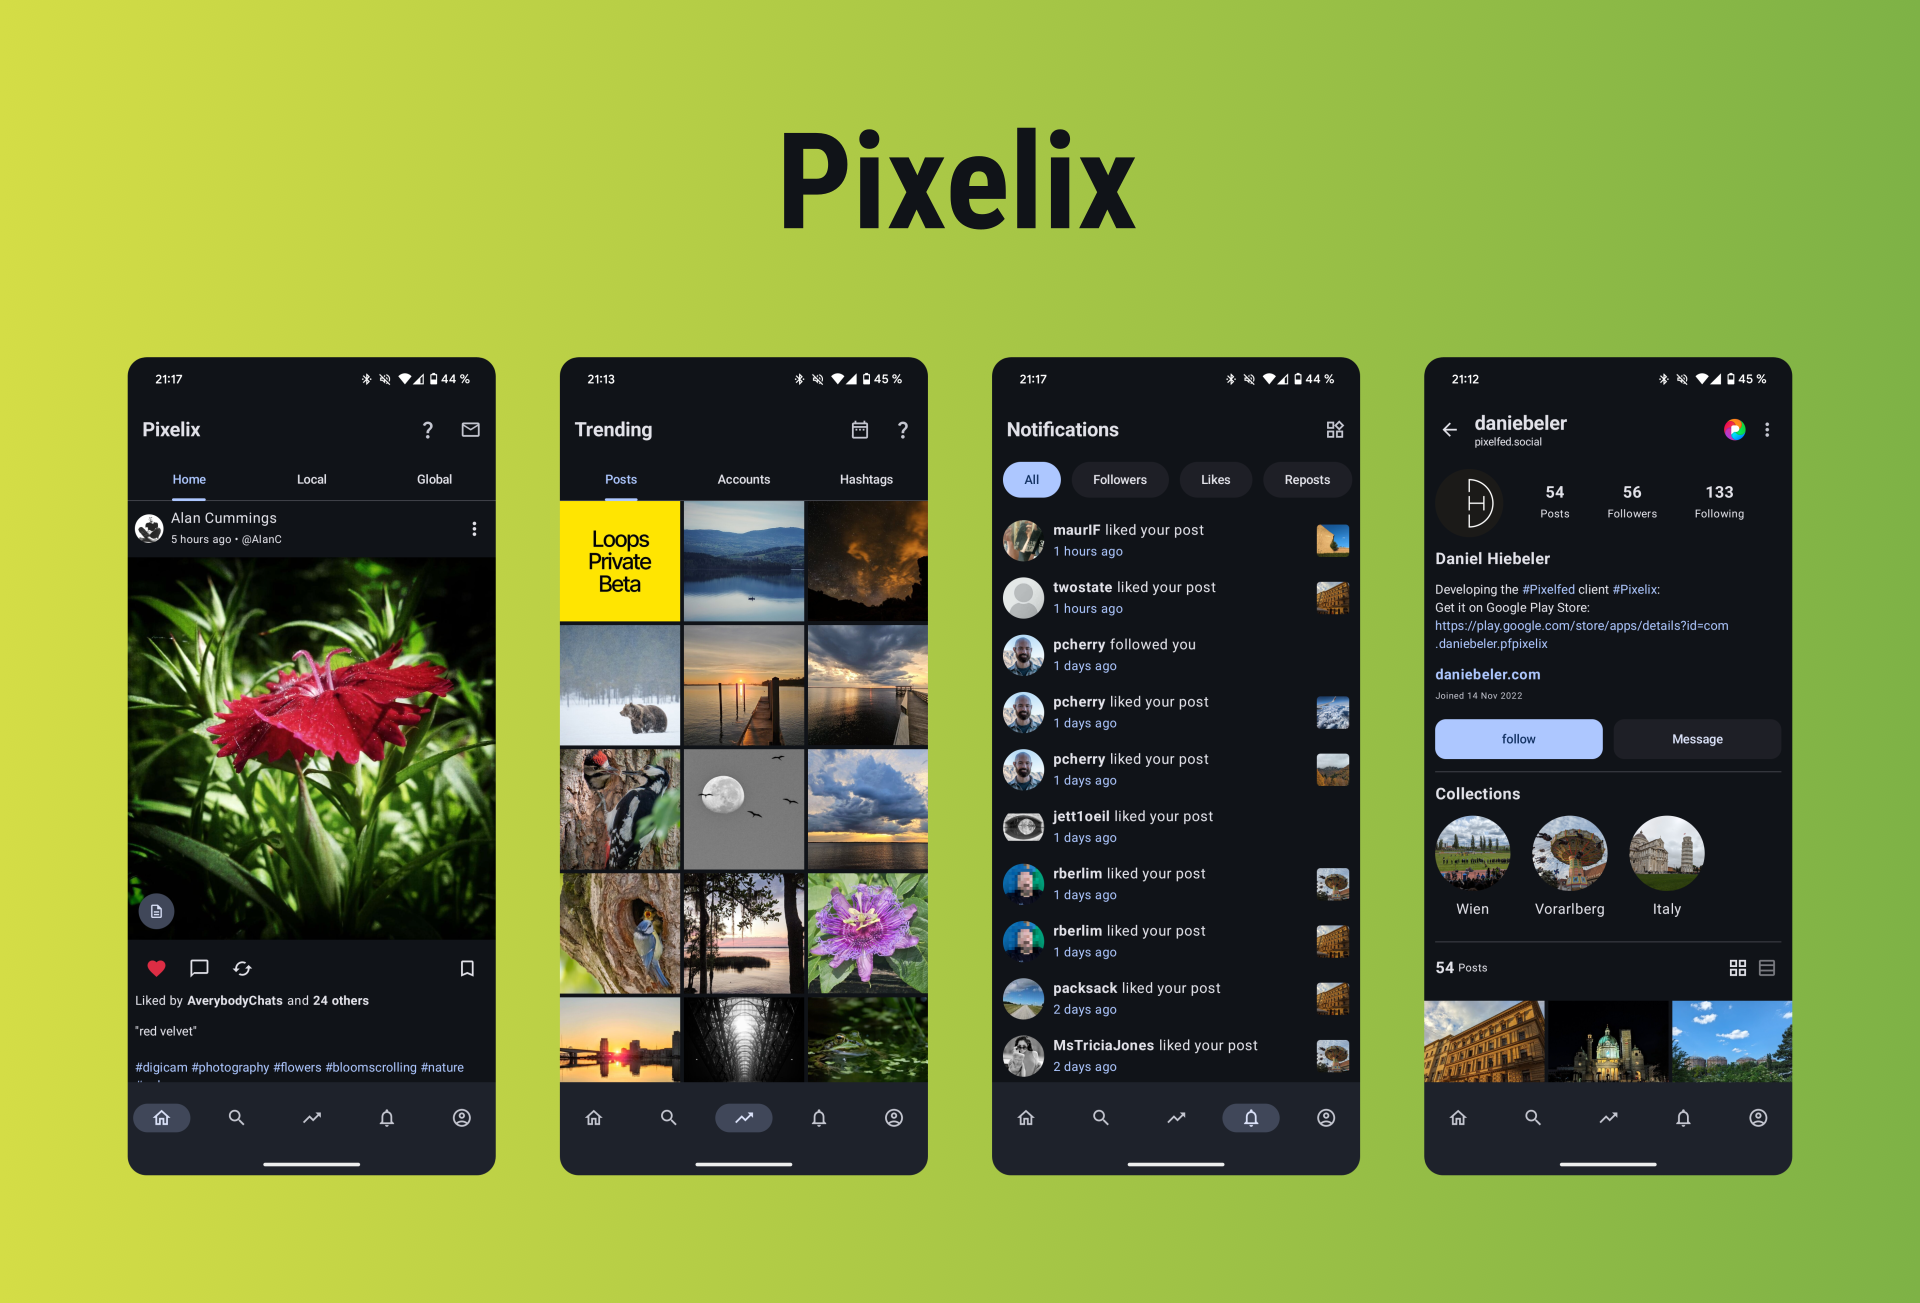 Pixelix
21:17
44 %
Pixelix
Home Local Global
Alan Cummings
5 hours ago • @AlanC
Liked by AverybodyChats and 24 others
"red velvet"
#digicam #photography #flowers #bloomscrolling #nature
21:13
45 %
Trending
Posts Accounts Hashtags
Loops
Private
Beta
21:17
44 %
Notifications
All Followers Likes Reposts
maurIF liked your post
1 hours ago
twostate liked your post
1 hours ago
pcherry followed you
1 days ago
pcherry liked your post
1 days ago
pcherry liked your post
1 days ago
jett1oeil liked your post
1 days ago
rberlim liked your post
1 days ago
rberlim liked your post
1 days ago
packsack liked your post
2 days ago
MsTriciaJones liked your post
2 days ago
21:12
45 %
daniebeler
pixelfed.social
54 56 133
Posts Followers Following
Daniel Hiebeler
Developing the #Pixelfed client #Pixelix:
Get it on Google Play Store:
https://play.google.com/store/apps/details?id=com
.daniebeler.pfpixelix
daniebeler.com
Joined 14 Nov 2022
follow Message
Collections
Wien Vorarlberg Italy
54 Posts